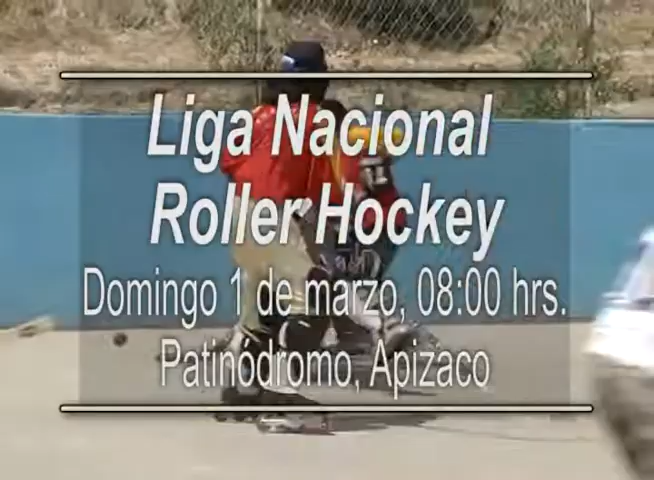 Liga Nacional
Roller Hockey
Domingo 1 de marzo, 08:00 hrs.
Patinódromo, Apizaco